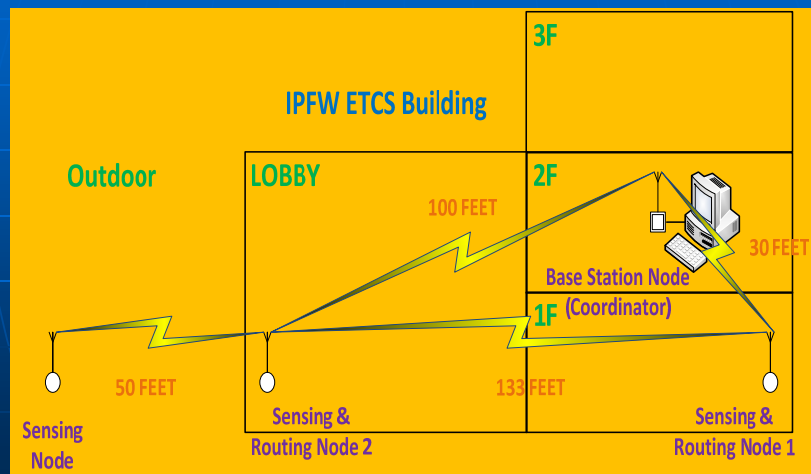 3F
IPFW ETCS Building
Outdoor
LOBBY
2F
100 FEET
30 FEET
Base Station Node
(Coordinator)
1F
50 FEET
133 FEET
Sensing
Node
Sensing &
Routing Node 2
Sensing &
Routing Node 1